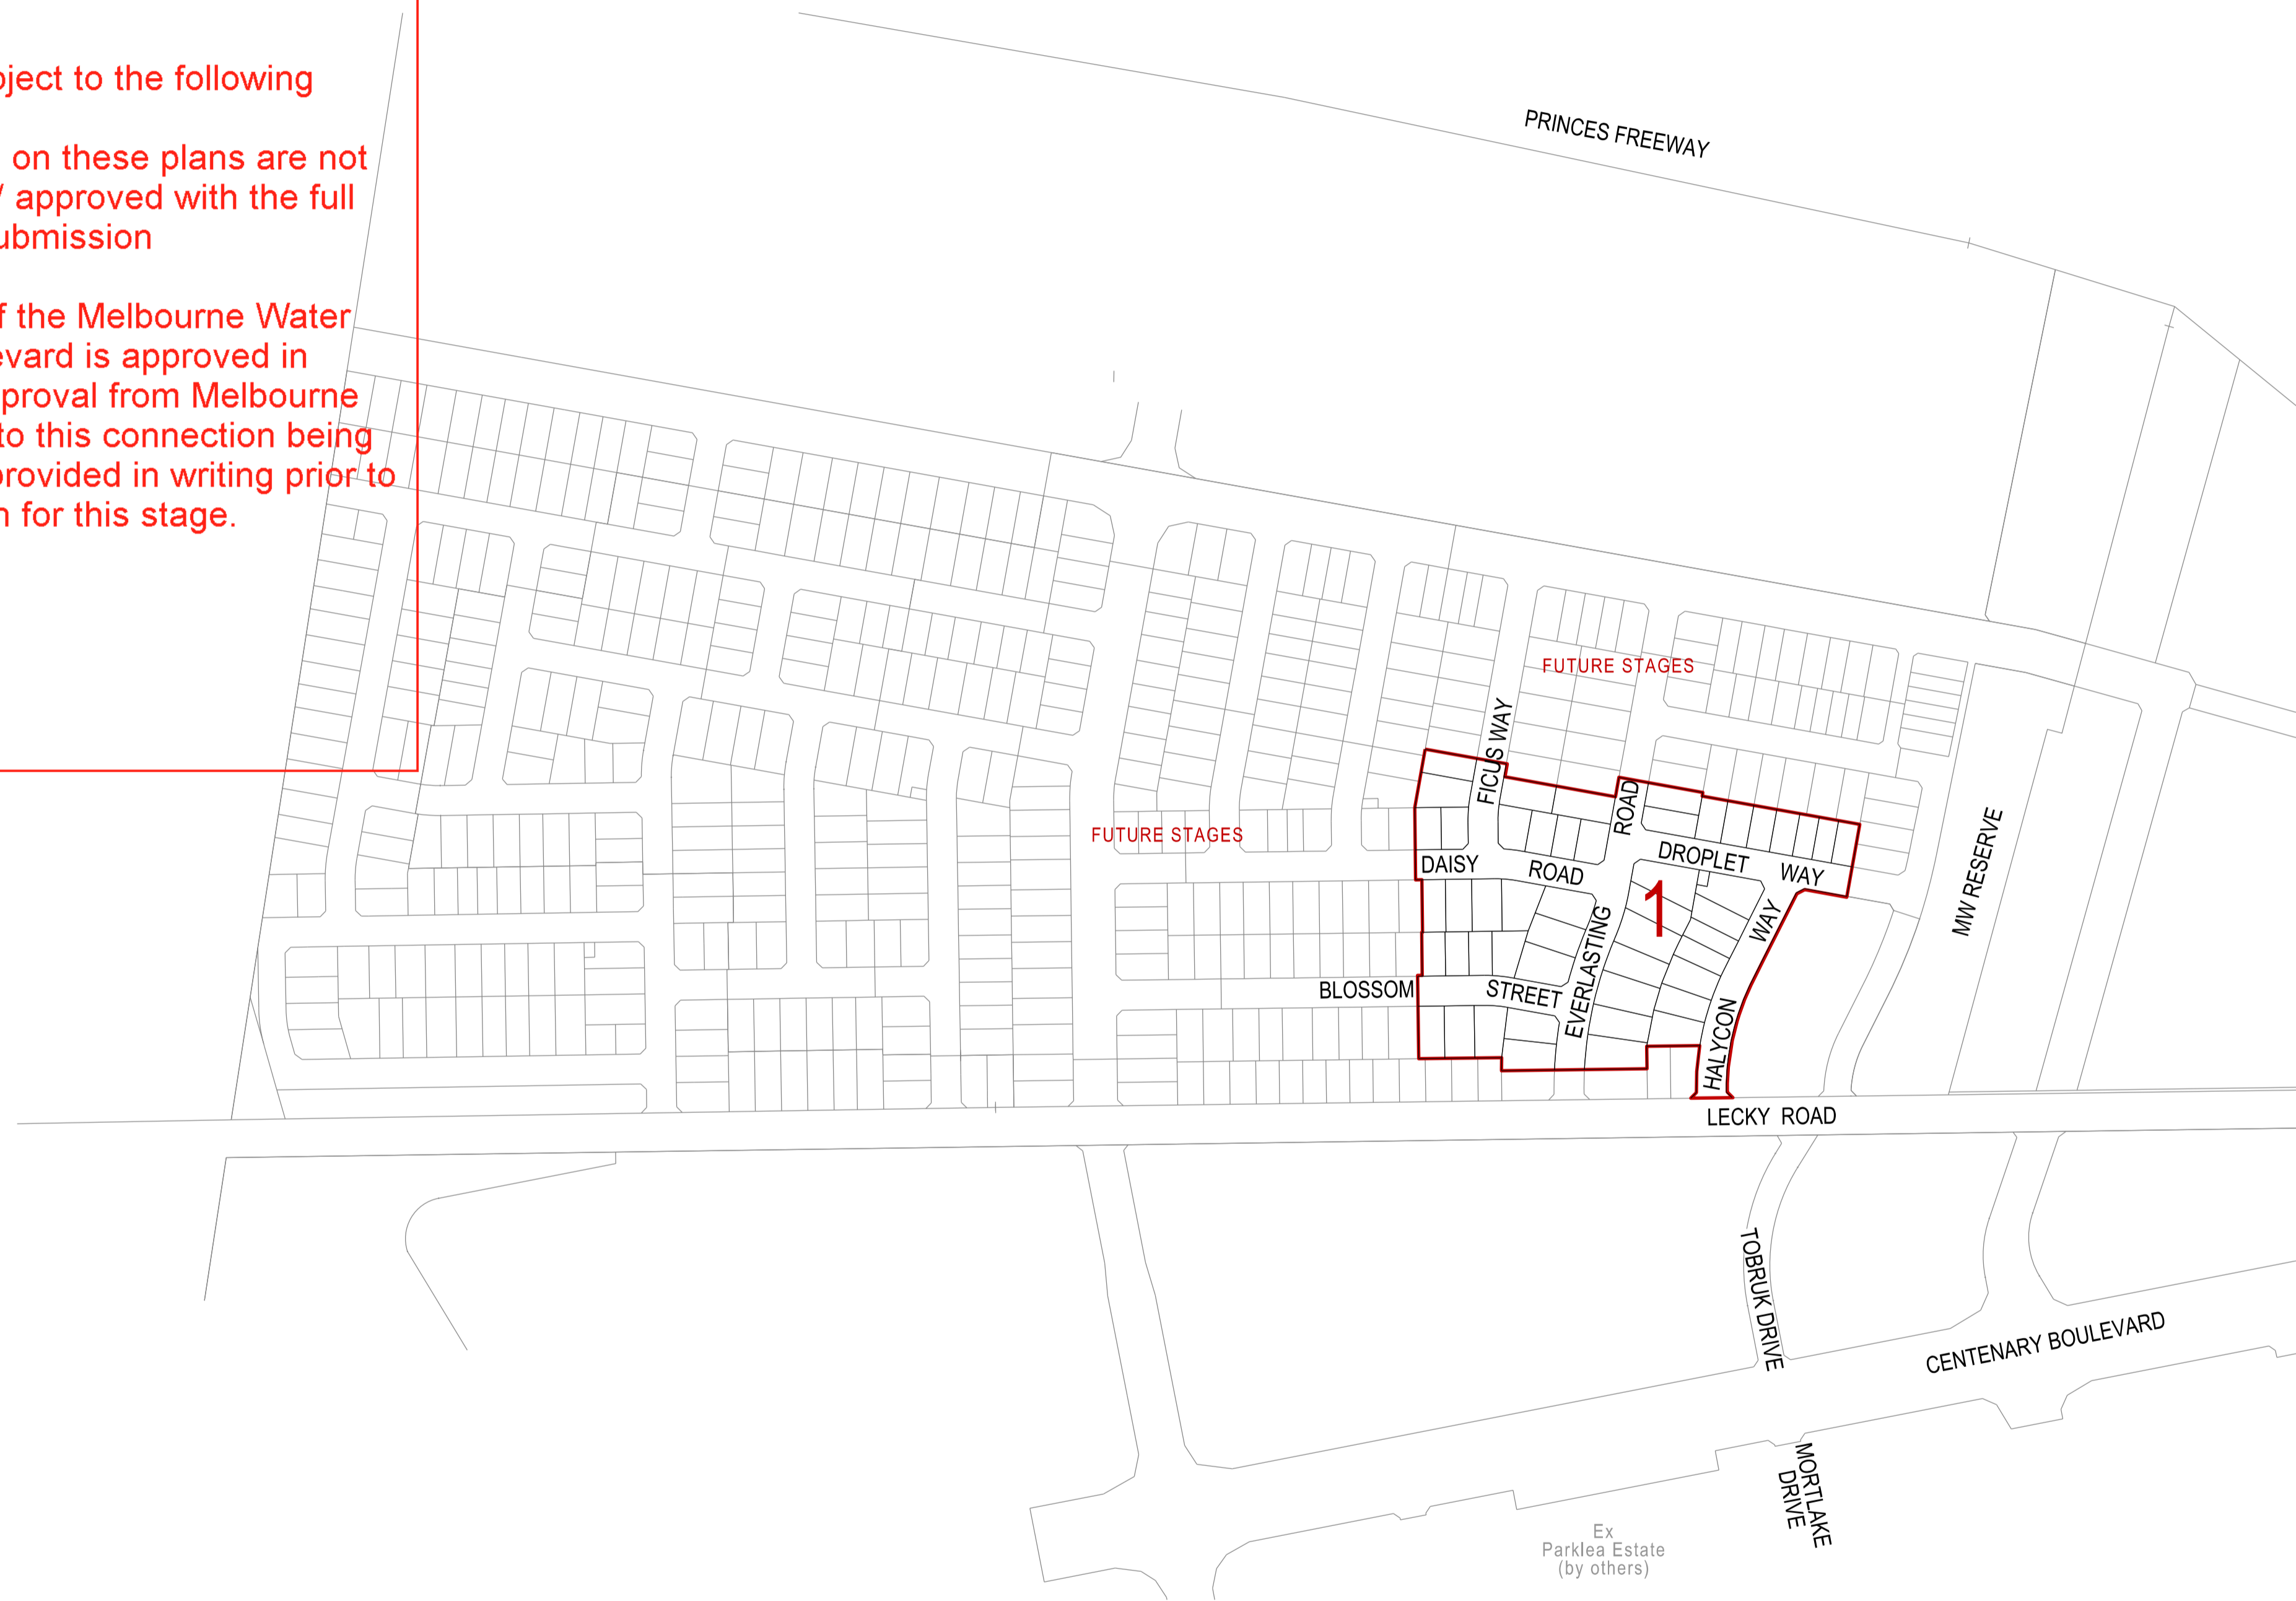 bject to the following
on these plans are not
/ approved with the full
ubmission
f the Melbourne Water
evard is approved in
proval from Melbourne
to this connection being
provided in writing prior to
n for this stage.
PRINCES FREEWAY
FUTURE STAGES
FICUS WAY
FUTURE STAGES
ROAD
DAISY ROAD
DROPLET WAY
1
MW RESERVE
BLOSSOM STREET
EVERLASTING
HALYCON WAY
LECKY ROAD
TOBRUK DRIVE
CENTENARY BOULEVARD
MORTLAKE
DRIVE
Ex
Parklea Estate
(by others)